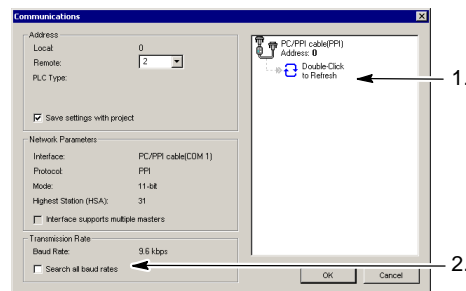 Communications
Address
Local: 0
Remote: 2
PLC Type:
Save settings with project
Network Parameters
Interface: PC/PPI cable(COM 1)
Protocol: PPI
Mode: 11-bit
Highest Station (HSA): 31
Interface supports multiple masters
Transmission Rate
Baud Rate: 9.6 kbps
Search all baud rates
PC/PPI cable(PPI)
Address: 0
Double-Click
to Refresh
1.
2.
OK Cancel